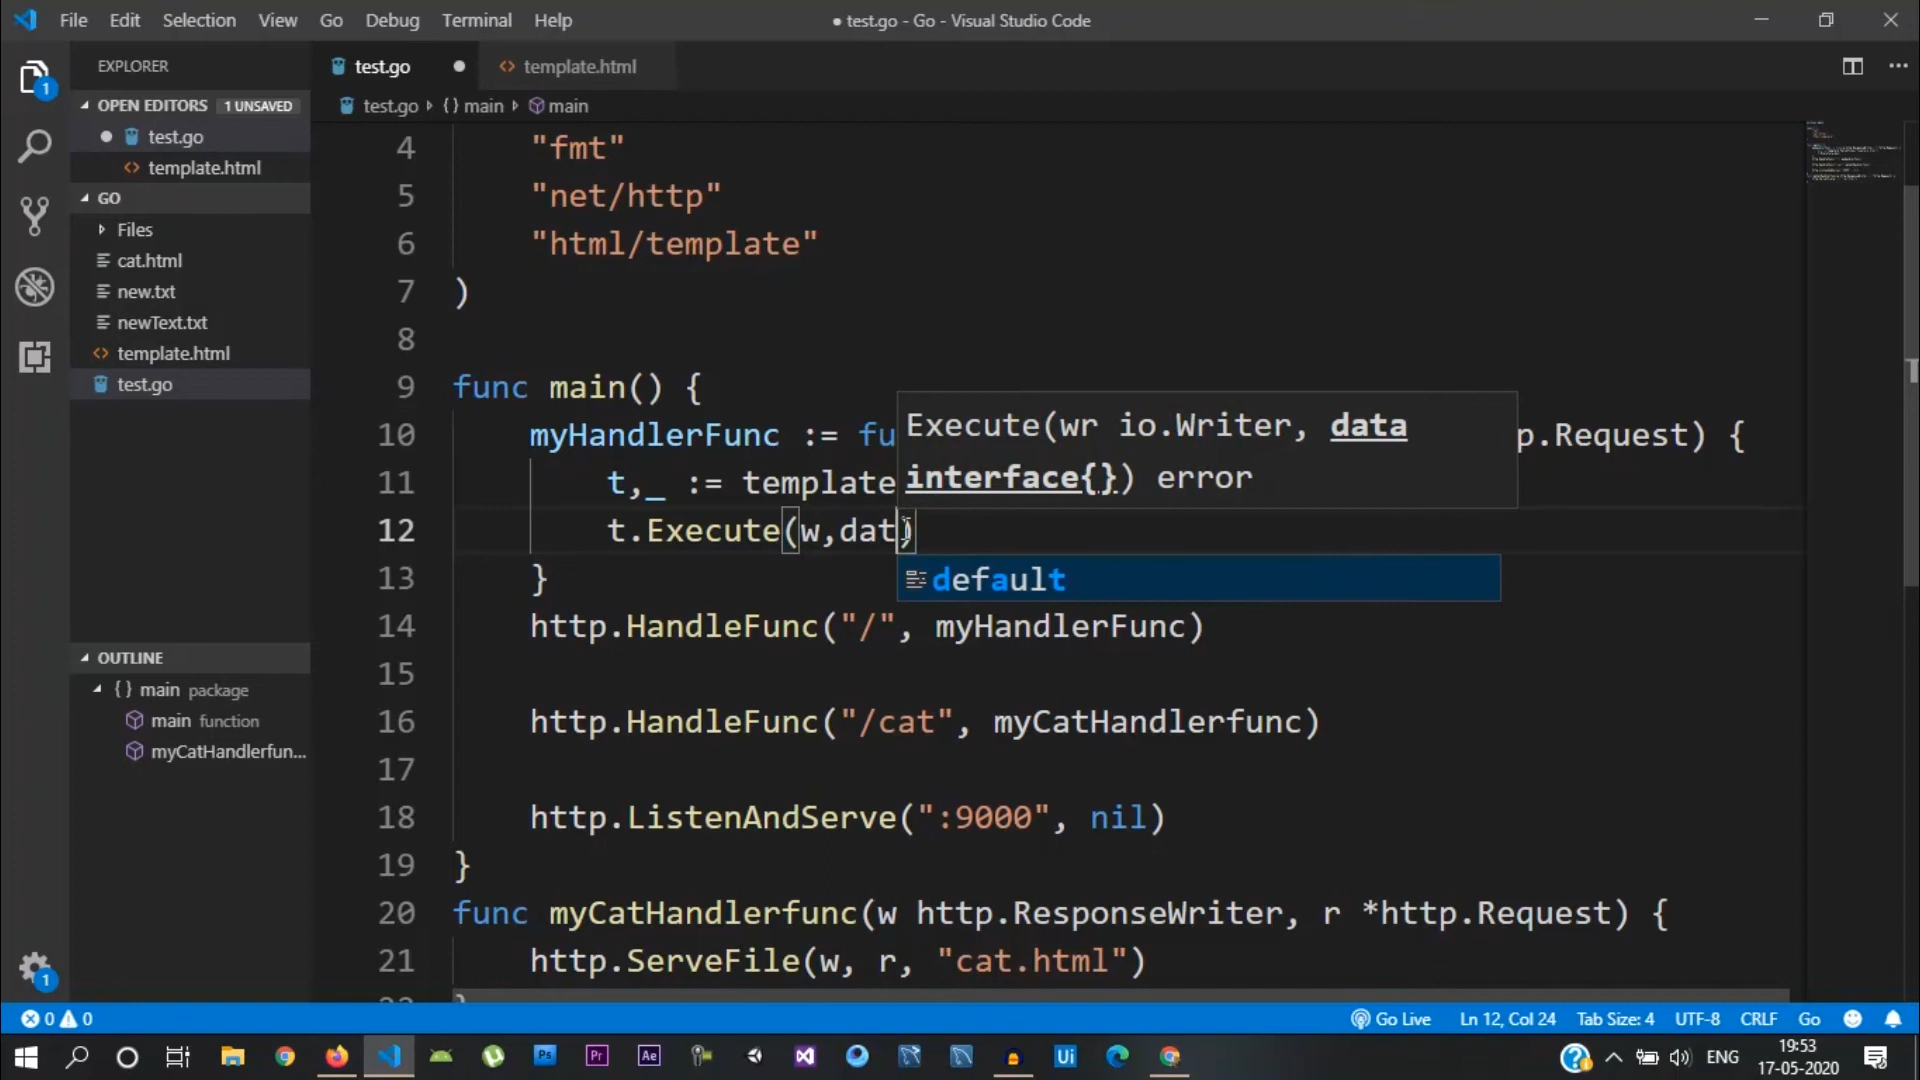 File Edit Selection View Go Debug Terminal Help
● test.go - Go - Visual Studio Code
EXPLORER
OPEN EDITORS 1 UNSAVED
test.go
template.html
GO
Files
cat.html
new.txt
newText.txt
template.html
test.go
OUTLINE
{} main package
main function
myCatHandlerfun...
test.go
template.html
test.go {} main main
4 "fmt"
5 "net/http"
6 "html/template"
7 )
8
9 func main() {
10 myHandlerFunc := fu p.Request) {
Execute(wr io.Writer, data
interface{}) error
11 t,_ := template
12 t.Execute(w,dat)
default
13 }
14 http.HandleFunc("/", myHandlerFunc)
15
16 http.HandleFunc("/cat", myCatHandlerfunc)
17
18 http.ListenAndServe(":9000", nil)
19 }
20 func myCatHandlerfunc(w http.ResponseWriter, r *http.Request) {
21 http.ServeFile(w, r, "cat.html")
1
1
0 0
Go Live Ln 12, Col 24 Tab Size: 4 UTF-8 CRLF Go
Ps Pr Ae Ui
ENG
19:53
17-05-2020